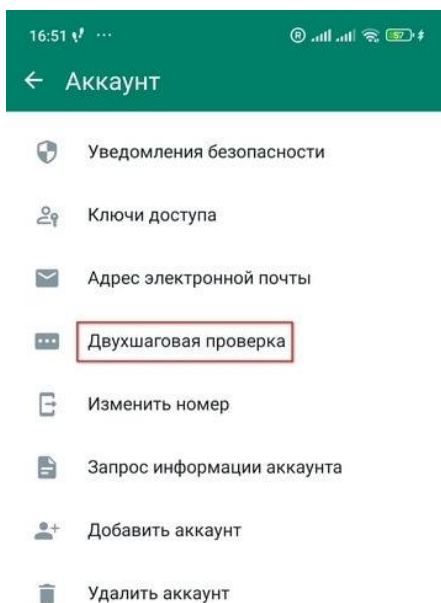 16:51
Аккаунт
Уведомления безопасности
Ключи доступа
Адрес электронной почты
Двухшаговая проверка
Изменить номер
Запрос информации аккаунта
Добавить аккаунт
Удалить аккаунт